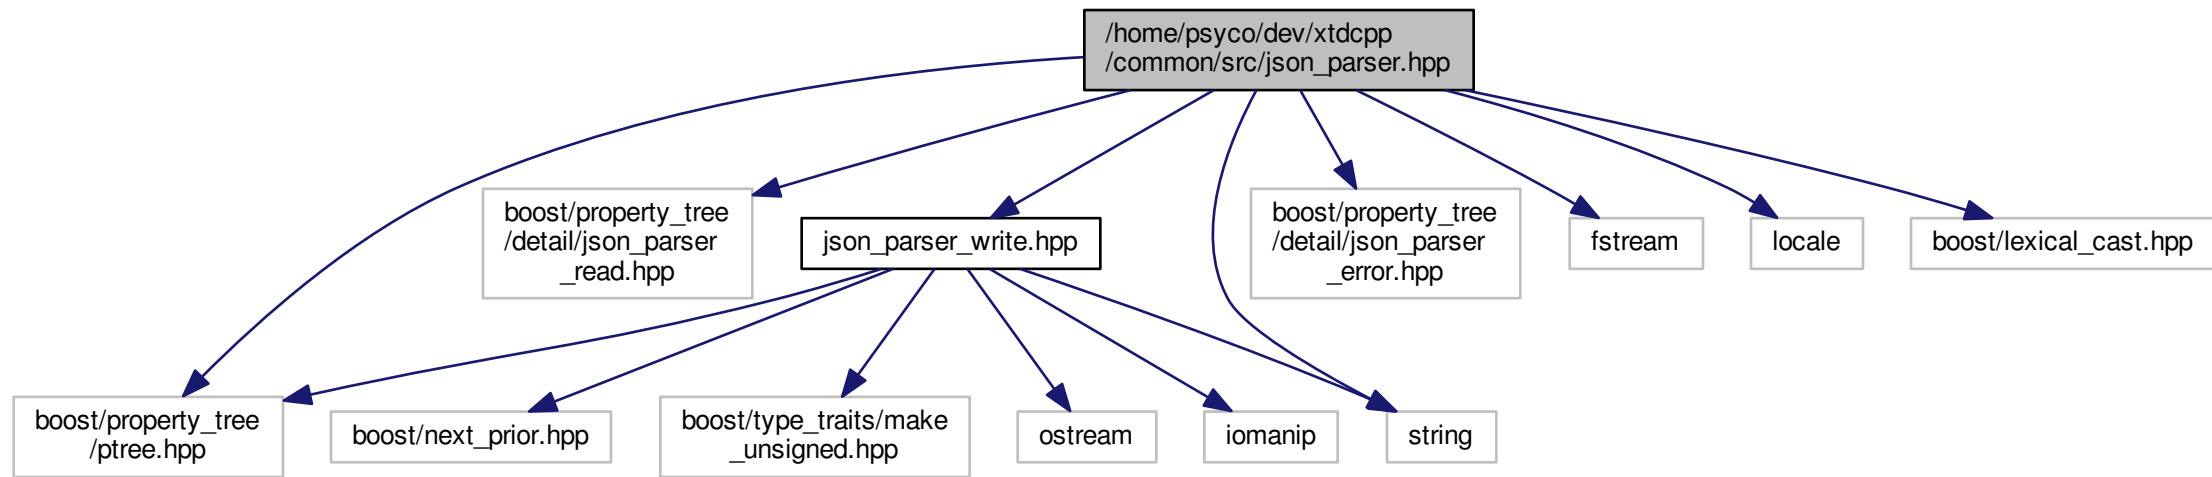 /home/psyco/dev/xtdcpp
/common/src/json_parser.hpp
boost/property_tree
/detail/json_parser
_read.hpp
json_parser_write.hpp
boost/property_tree
/detail/json_parser
_error.hpp
fstream
locale
boost/lexical_cast.hpp
boost/property_tree
/ptree.hpp
boost/next_prior.hpp
boost/type_traits/make
_unsigned.hpp
ostream
iomanip
string